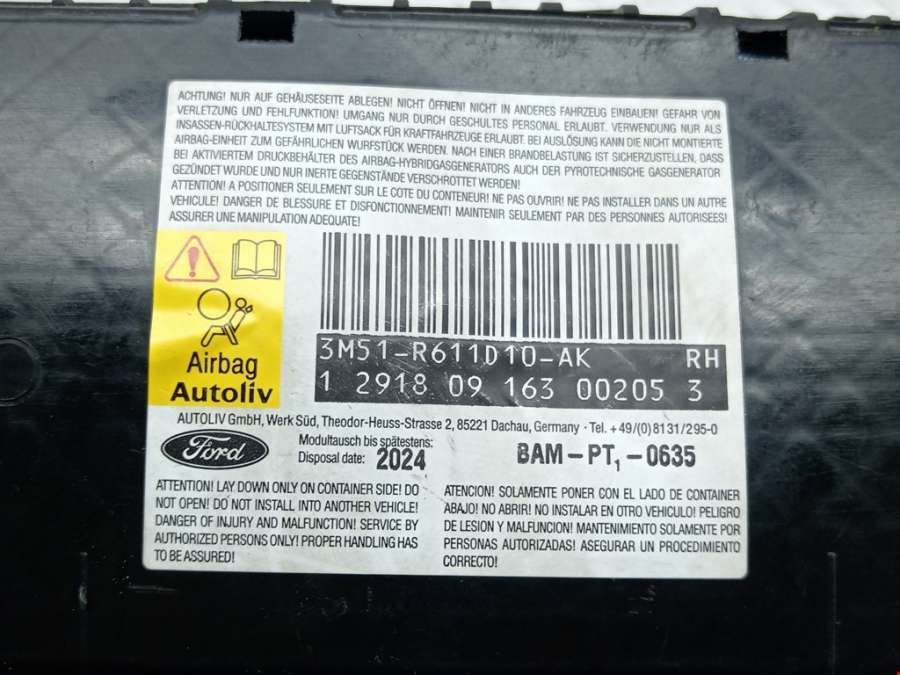 ACHTUNG! NUR AUF GEHÄUSESEITE ABLEGEN! NICHT ÖFFNEN! NICHT IN ANDERES FAHRZEUG EINBAUEN! GEFAHR VON
VERLETZUNG UND FEHLFUNKTION! UMGANG NUR DURCH GESCHULTES PERSONAL ERLAUBT. VERWENDUNG NUR ALS
INSASSEN-RÜCKHALTESYSTEM MIT LUFTSACK FÜR KRAFTFAHRZEUGE ERLAUBT. BEI AUSLÖSUNG KANN DIE NICHT MONTIERTE
AIRBAG-EINHEIT ZUM GEFÄHRLICHEN WURFSTÜCK WERDEN. NACH EINER BRANDBELASTUNG IST SICHERZUSTELLEN, DASS
BEI AKTIVIERTEM DRUCKBEHÄLTER DES AIRBAG-HYBRIDGASGENERATORS AUCH DER PYROTECHNISCHE GASGENERATOR
GEZÜNDET WURDE UND NUR INERTE GEGENSTÄNDE VERSCHROTTET WERDEN!
ATTENTION! A POSITIONER SEULEMENT SUR LE COTE DU CONTENEUR! NE PAS OUVRIR! NE PAS INSTALLER DANS UN AUTRE
VEHICULE! DANGER DE BLESSURE ET DISFONCTIONNEMENT! MAINTENIR SEULEMENT PAR DES PERSONNES AUTORISEES!
ASSURER UNE MANIPULATION ADEQUATE!
Airbag
Autoliv
3M51-R611D10-AK RH
1 2918 09 163 00205 3
AUTOLIV GmbH, Werk Süd, Theodor-Heuss-Strasse 2, 85221 Dachau, Germany · Tel. +49/(0)8131/295-0
Ford
Modultausch bis spätestens:
Disposal date: 2024
BAM-PT₁-0635
ATTENTION! LAY DOWN ONLY ON CONTAINER SIDE! DO
NOT OPEN! DO NOT INSTALL INTO ANOTHER VEHICLE!
DANGER OF INJURY AND MALFUNCTION! SERVICE BY
AUTHORIZED PERSONS ONLY! PROPER HANDLING HAS
TO BE ASSURED!
ATENCION! SOLAMENTE PONER CON EL LADO DE CONTAINER
ABAJO! NO ABRIR! NO INSTALAR EN OTRO VEHICULO! PELIGRO
DE LESION Y MALFUNCION! MANTENIMIENTO SOLAMENTE POR
PERSONAS AUTORIZADAS! ASEGURAR UN PROCEDIMIENTO
CORRECTO!